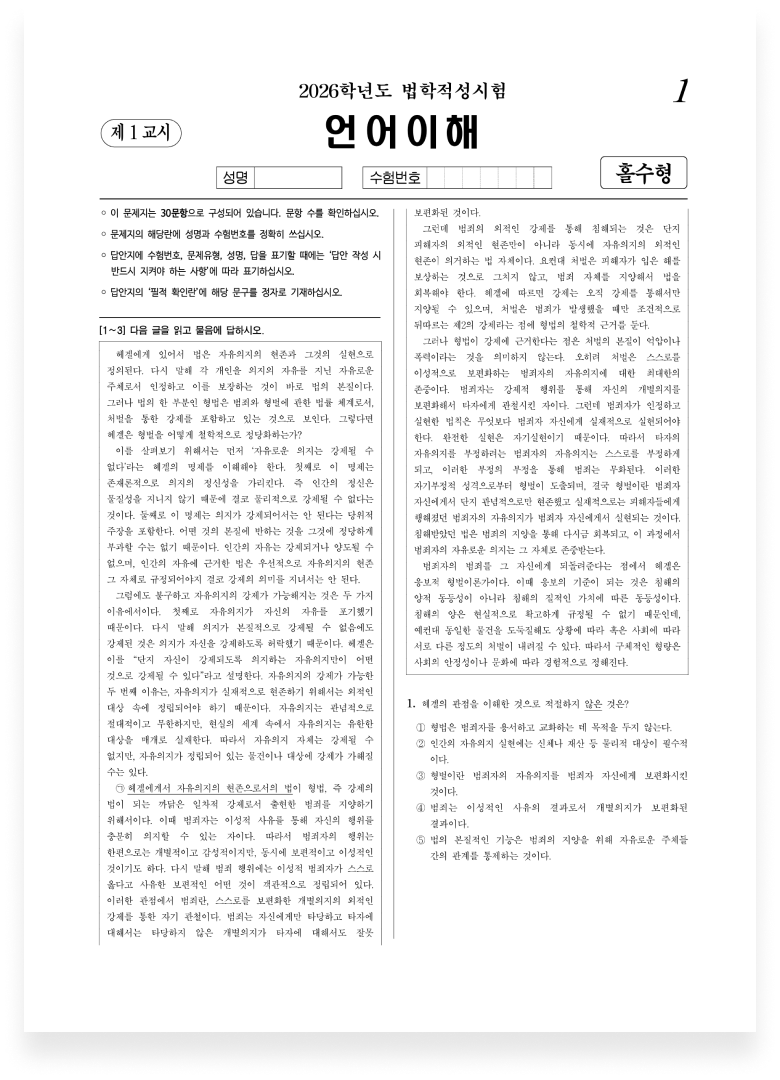 2026학년도 법학적성시험
1
제 1 교시
언어이해
성명
수험번호
홀수형
○ 이 문제지는 30문항으로 구성되어 있습니다. 문항 수를 확인하십시오.
○ 문제지의 해당란에 성명과 수험번호를 정확히 쓰십시오.
○ 답안지에 수험번호, 문제유형, 성명, 답을 표기할 때에는 '답안 작성 시
반드시 지켜야 하는 사항'에 따라 표기하십시오.
○ 답안지의 '필적 확인란'에 해당 문구를 정자로 기재하십시오.
[1~3] 다음 글을 읽고 물음에 답하시오.
헤겔에게 있어서 법은 자유의지의 현존과 그것의 실현으로
정의된다. 다시 말해 각 개인을 의지의 자유를 지닌 자유로운
주체로서 인정하고 이를 보장하는 것이 바로 법의 본질이다.
그러나 법의 한 부분인 형법은 범죄와 형벌에 관한 법률 체계로서,
처벌을 통한 강제를 포함하고 있는 것으로 보인다. 그렇다면
헤겔은 형법을 어떻게 철학적으로 정당화하는가?
이를 살펴보기 위해서는 먼저 '자유로운 의지는 강제될 수
없다'라는 헤겔의 명제를 이해해야 한다. 첫째로 이 명제는
존재론적으로 의지의 정신성을 가리킨다. 즉 인간의 정신은
물질성을 지니지 않기 때문에 결코 물리적으로 강제될 수 없다는
것이다. 둘째로 이 명제는 의지가 강제되어서는 안 된다는 당위적
주장을 포함한다. 어떤 것의 본질에 반하는 것을 그것에 정당하게
부과할 수는 없기 때문이다. 인간의 자유는 강제되거나 양도될 수
없으며, 인간의 자유에 근거한 법은 우선적으로 자유의지의 현존
그 자체로 규정되어야지 결코 강제의 의미를 지녀서는 안 된다.
그럼에도 불구하고 자유의지의 강제가 가능해지는 것은 두 가지
이유에서이다. 첫째로 자유의지가 자신의 자유를 포기했기
때문이다. 다시 말해 의지가 본질적으로 강제될 수 없음에도
강제된 것은 의지가 자신을 강제하도록 허락했기 때문이다. 헤겔은
이를 "단지 자신이 강제되도록 의지하는 자유의지만이 어떤
것으로 강제될 수 있다"라고 설명한다. 자유의지의 강제가 가능한
두 번째 이유는, 자유의지가 실재적으로 현존하기 위해서는 외적인
대상 속에 정립되어야 하기 때문이다. 자유의지는 관념적으로
절대적이고 무한하지만, 현실의 세계 속에서 자유의지는 유한한
대상을 매개로 실재한다. 따라서 자유의지 자체는 강제될 수
없지만, 자유의지가 정립되어 있는 물건이나 대상에 강제가 가해질
수는 있다.
㉠ 헤겔에게서 자유의지의 현존으로서의 법이 형법, 즉 강제의
법이 되는 까닭은 일차적 강제로서 출현한 범죄를 지양하기
위해서이다. 이때 범죄자는 이성적 사유를 통해 자신의 행위를
충분히 의지할 수 있는 자이다. 따라서 범죄자의 행위는
한편으로는 개별적이고 감성적이지만, 동시에 보편적이고 이성적인
것이기도 하다. 다시 말해 범죄 행위에는 이성적 범죄자가 스스로
옳다고 사유한 보편적인 어떤 것이 객관적으로 정립되어 있다.
이러한 관점에서 범죄란, 스스로를 보편화한 개별의지의 외적인
강제를 통한 자기 관철이다. 범죄는 자신에게만 타당하고 타자에
대해서는 타당하지 않은 개별의지가 타자에 대해서도 잘못
보편화된 것이다.
그런데 범죄의 외적인 강제를 통해 침해되는 것은 단지
피해자의 외적인 현존만이 아니라 동시에 자유의지의 외적인
현존이 의거하는 법 자체이다. 요컨대 처벌은 피해자가 입은 해를
보상하는 것으로 그치지 않고, 범죄 자체를 지양해서 법을
회복해야 한다. 헤겔에 따르면 강제는 오직 강제를 통해서만
지양될 수 있으며, 처벌은 범죄가 발생했을 때만 조건적으로
뒤따르는 제2의 강제라는 점에 형법의 철학적 근거를 둔다.
그러나 형법이 강제에 근거한다는 점은 처벌의 본질이 억압이나
폭력이라는 것을 의미하지 않는다. 오히려 처벌은 스스로를
이성적으로 보편화하는 범죄자의 자유의지에 대한 최대한의
존중이다. 범죄자는 강제적 행위를 통해 자신의 개별의지를
보편화해서 타자에게 관철시킨 자이다. 그런데 범죄자가 인정하고
실현한 법칙은 무엇보다 범죄자 자신에게 실재적으로 실현되어야
한다. 완전한 실현은 자기실현이기 때문이다. 따라서 타자의
자유의지를 부정하려는 범죄자의 자유의지는 스스로를 부정하게
되고, 이러한 부정의 부정을 통해 범죄는 무화된다. 이러한
자기부정적 성격으로부터 형벌이 도출되며, 결국 형벌이란 범죄자
자신에게서 단지 관념적으로만 현존했고 실재적으로는 피해자들에게
행해졌던 범죄자의 자유의지가 범죄자 자신에게서 실현되는 것이다.
침해받았던 법은 범죄의 지양을 통해 다시금 회복되고, 이 과정에서
범죄자의 자유로운 의지는 그 자체로 존중받는다.
범죄자의 범죄를 그 자신에게 되돌려준다는 점에서 헤겔은
응보적 형벌이론가이다. 이때 응보의 기준이 되는 것은 침해의
양적 동등성이 아니라 침해의 질적인 가치에 따른 동등성이다.
침해의 양은 현실적으로 확고하게 규정될 수 없기 때문인데,
예컨대 동일한 물건을 도둑질해도 상황에 따라 혹은 사회에 따라
서로 다른 정도의 처벌이 내려질 수 있다. 따라서 구체적인 형량은
사회의 안정성이나 문화에 따라 경험적으로 정해진다.
1. 헤겔의 관점을 이해한 것으로 적절하지 않은 것은?
① 형법은 범죄자를 용서하고 교화하는 데 목적을 두지 않는다.
② 인간의 자유의지 실현에는 신체나 재산 등 물리적 대상이 필수적
이다.
③ 형벌이란 범죄자의 자유의지를 범죄자 자신에게 보편화시킨
것이다.
④ 범죄는 이성적인 사유의 결과로서 개별의지가 보편화된
결과이다.
⑤ 법의 본질적인 기능은 범죄의 지양을 위해 자유로운 주체들
간의 관계를 통제하는 것이다.